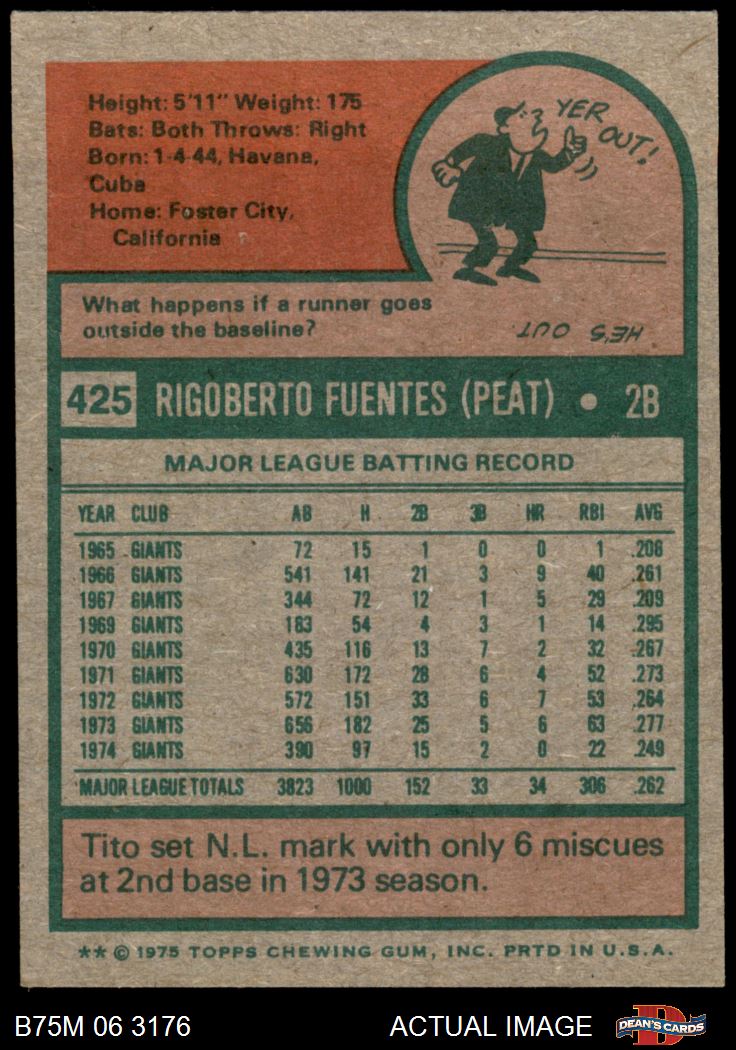 Height: 5'11" Weight: 175
Bats: Both Throws: Right
Born: 1-4-44, Havana,
Cuba
Home: Foster City,
California
YER
OUT!
What happens if a runner goes
outside the baseline?
HE'S OUT.
425 RIGOBERTO FUENTES (PEAT) • 2B
MAJOR LEAGUE BATTING RECORD
YEAR CLUB AB H 2B 3B HR RBI AVG
1965 GIANTS 72 15 1 0 0 1 .208
1966 GIANTS 541 141 21 3 9 40 .261
1967 GIANTS 344 72 12 1 5 29 .209
1969 GIANTS 183 54 4 3 1 14 .295
1970 GIANTS 435 116 13 7 2 32 .267
1971 GIANTS 630 172 28 6 4 52 .273
1972 GIANTS 572 151 33 6 7 53 .264
1973 GIANTS 656 182 25 5 6 63 .277
1974 GIANTS 390 97 15 2 0 22 .249
MAJOR LEAGUE TOTALS 3823 1000 152 33 34 306 .262
Tito set N.L. mark with only 6 miscues
at 2nd base in 1973 season.
** © 1975 TOPPS CHEWING GUM, INC. PRTD IN U.S.A.
B75M 06 3176 ACTUAL IMAGE DEAN'S CARDS